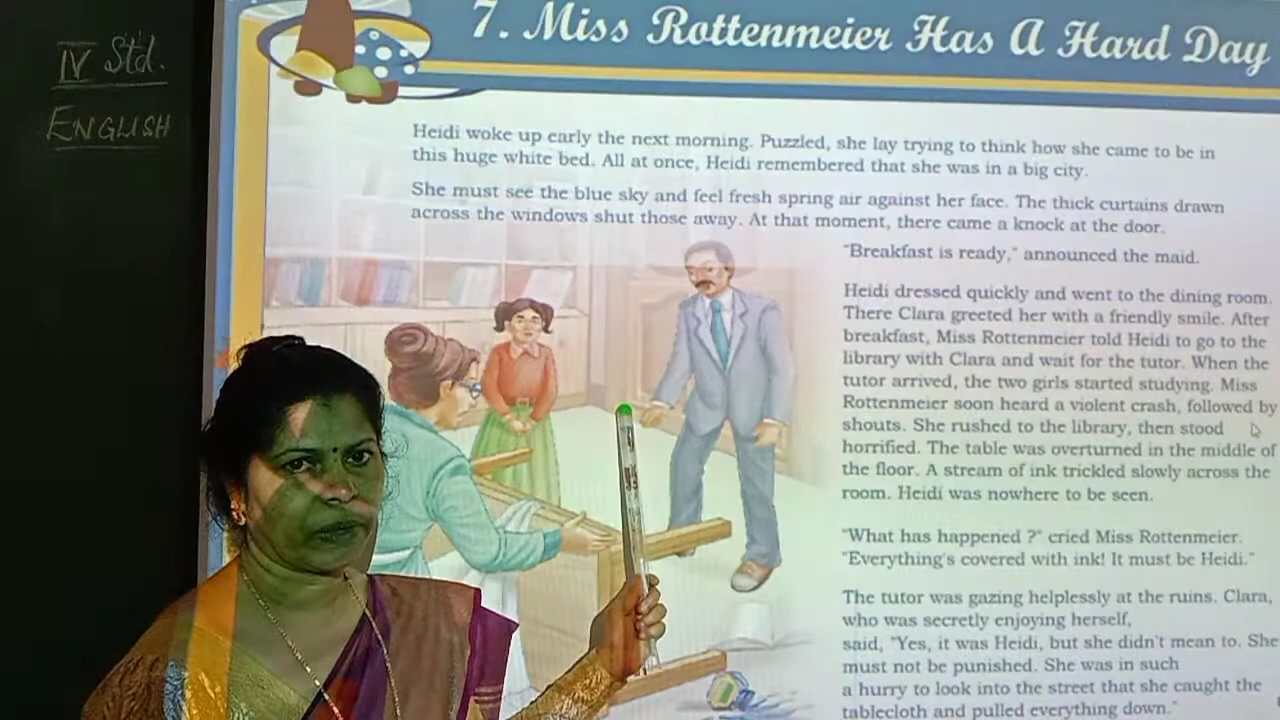 IV Std.
ENGLISH
7. Miss Rottenmeier Has A Hard Day
Heidi woke up early the next morning. Puzzled, she lay trying to think how she came to be in
this huge white bed. All at once, Heidi remembered that she was in a big city.
She must see the blue sky and feel fresh spring air against her face. The thick curtains drawn
across the windows shut those away. At that moment, there came a knock at the door.
"Breakfast is ready," announced the maid.
Heidi dressed quickly and went to the dining room.
There Clara greeted her with a friendly smile. After
breakfast, Miss Rottenmeier told Heidi to go to the
library with Clara and wait for the tutor. When the
tutor arrived, the two girls started studying. Miss
Rottenmeier soon heard a violent crash, followed by
shouts. She rushed to the library, then stood
horrified. The table was overturned in the middle of
the floor. A stream of ink trickled slowly across the
room. Heidi was nowhere to be seen.
"What has happened ?" cried Miss Rottenmeier.
"Everything's covered with ink! It must be Heidi."
The tutor was gazing helplessly at the ruins. Clara,
who was secretly enjoying herself,
said, "Yes, it was Heidi, but she didn't mean to. She
must not be punished. She was in such
a hurry to look into the street that she caught the
tablecloth and pulled everything down."